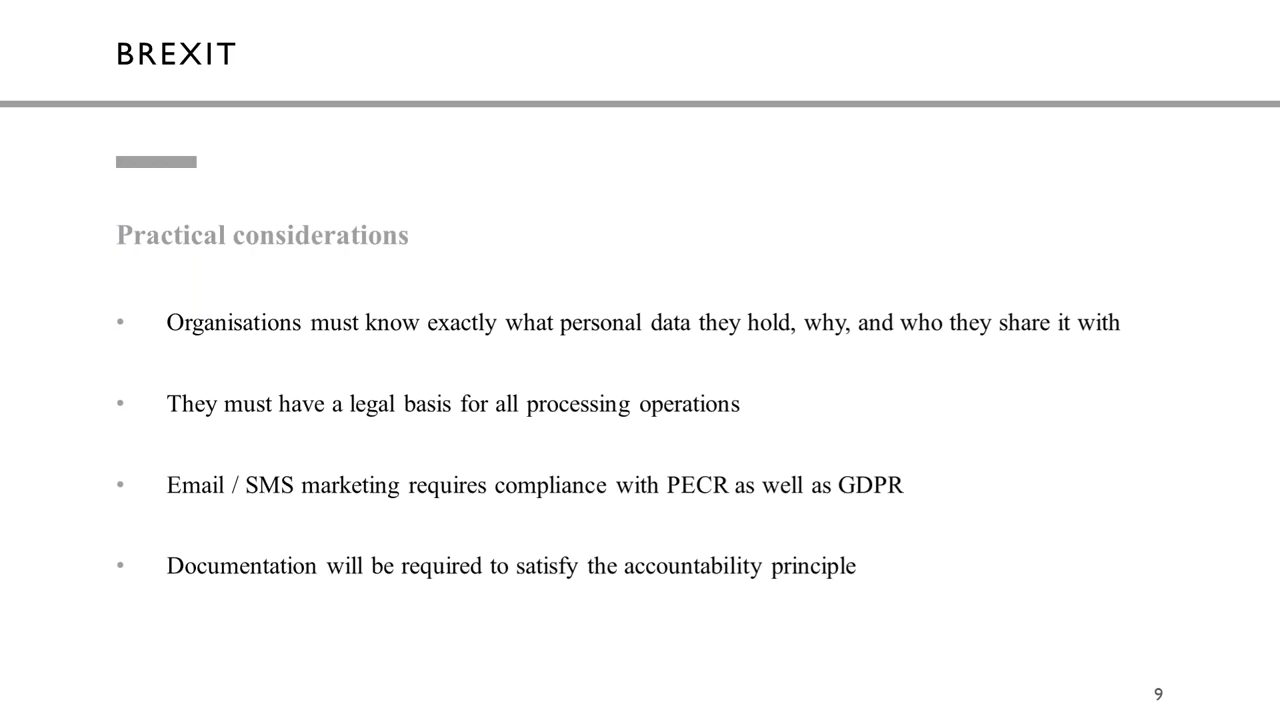 BREXIT
Practical considerations
• Organisations must know exactly what personal data they hold, why, and who they share it with
• They must have a legal basis for all processing operations
• Email / SMS marketing requires compliance with PECR as well as GDPR
• Documentation will be required to satisfy the accountability principle
9